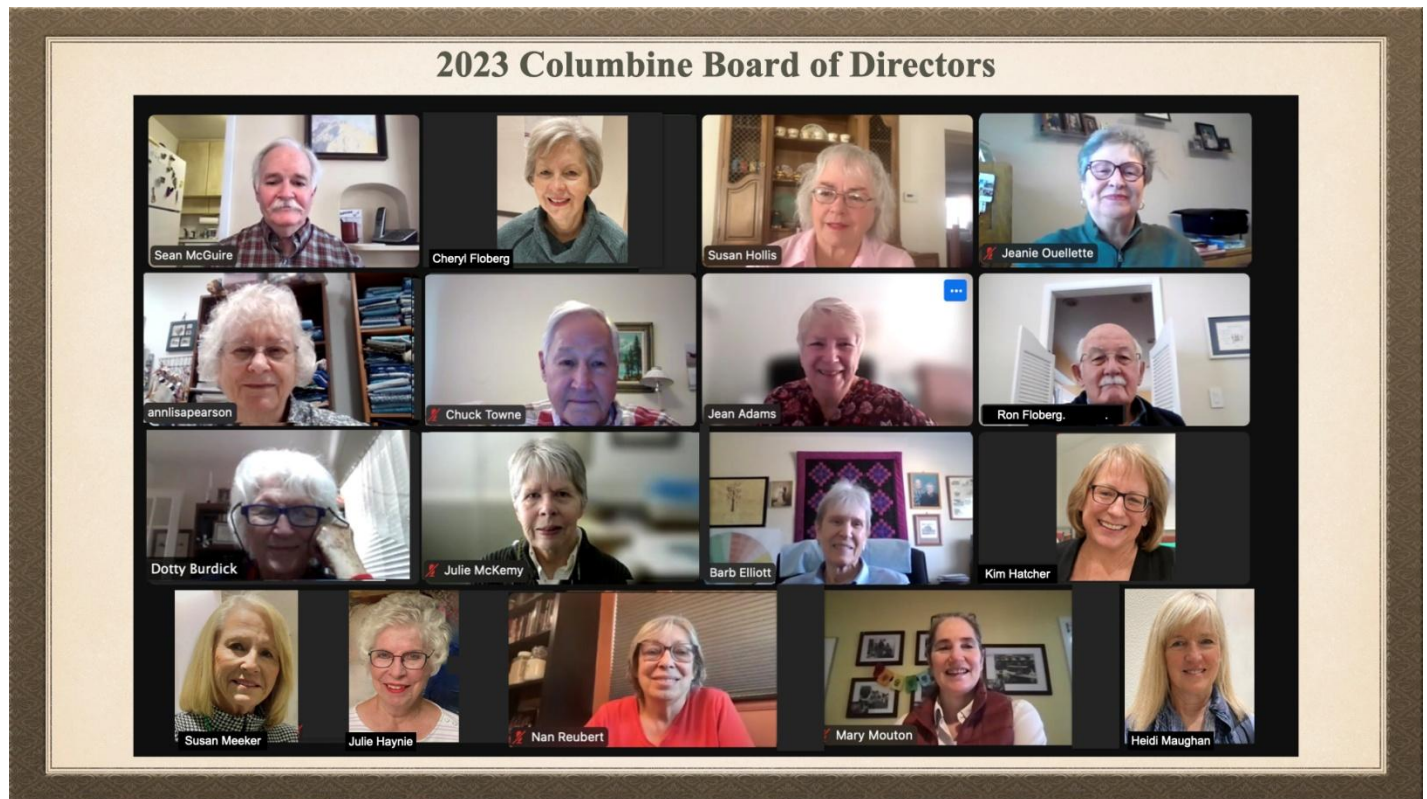 2023 Columbine Board of Directors
Sean McGuire
Cheryl Floberg
Susan Hollis
Jeanie Ouellette
annlisapearson
Chuck Towne
Jean Adams
Ron Floberg.
Dotty Burdick
Julie McKemy
Barb Elliott
Kim Hatcher
Susan Meeker
Julie Haynie
Nan Reubert
Mary Mouton
Heidi Maughan